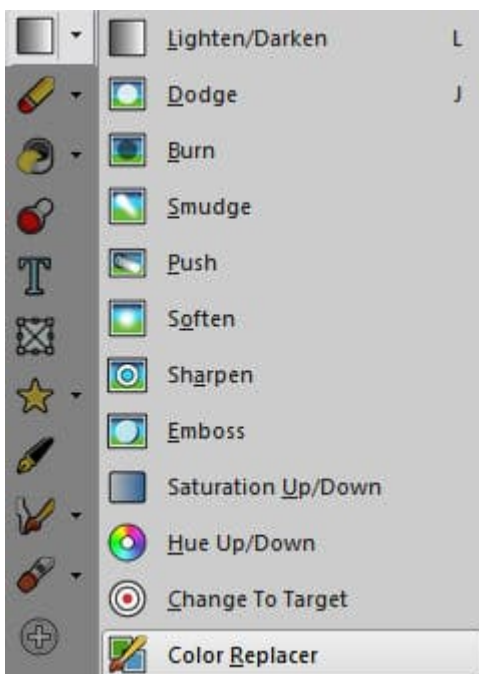 Lighten/Darken L
Dodge J
Burn
Smudge
Push
Soften
Sharpen
Emboss
Saturation Up/Down
Hue Up/Down
Change To Target
Color Replacer
T